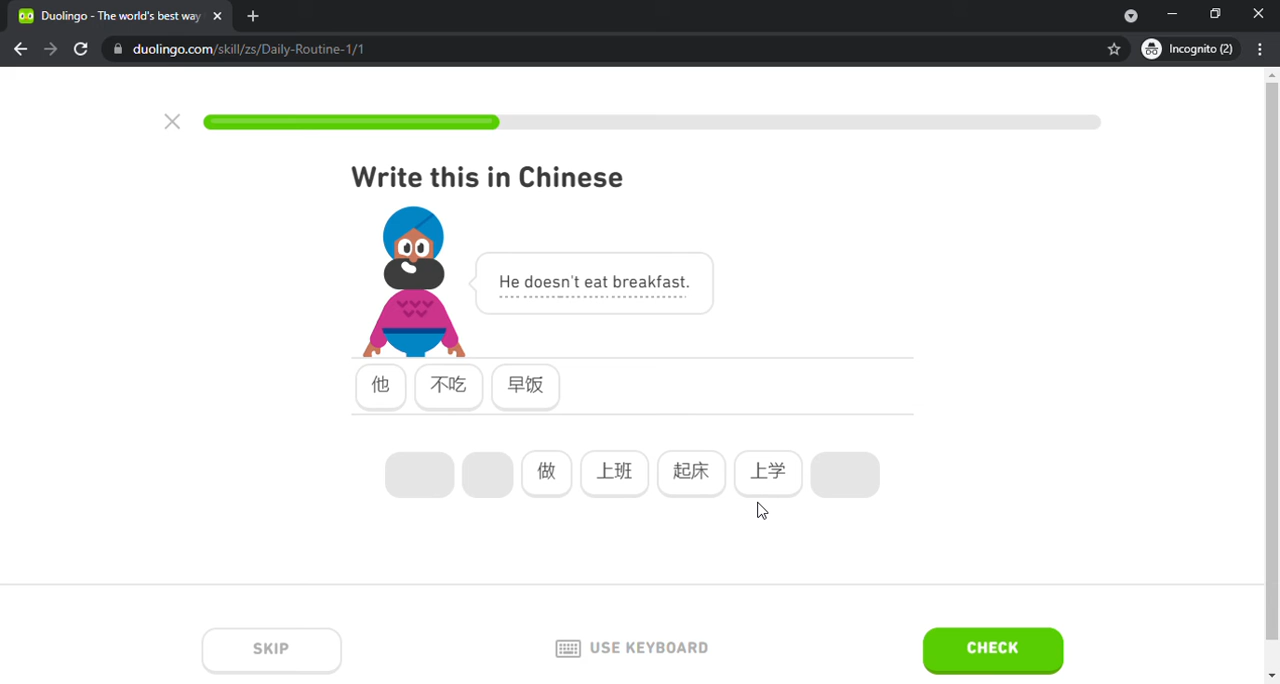 Duolingo - The world's best way
duolingo.com/skill/zs/Daily-Routine-1/1
Incognito (2)
Write this in Chinese
He doesn't eat breakfast.
他 不吃 早饭
做 上班 起床 上学
SKIP
USE KEYBOARD
CHECK